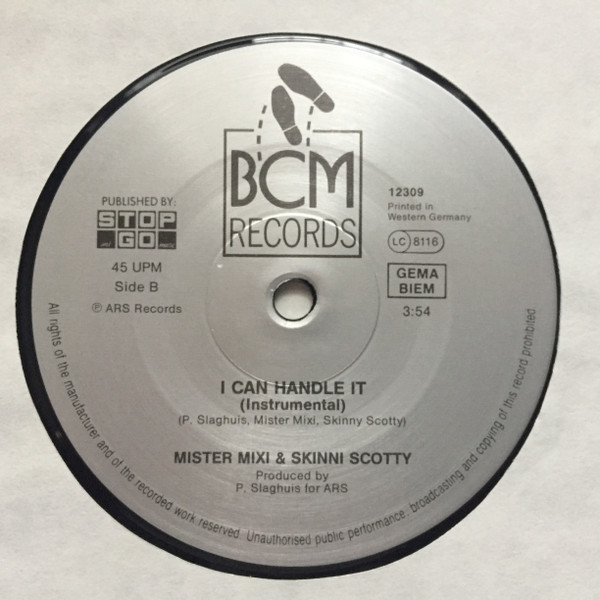 BCM
RECORDS
PUBLISHED BY:
STOP
and GO music
45 UPM
Side B
℗ ARS Records
12309
Printed in
Western Germany
LC 8116
GEMA
BIEM
3:54
I CAN HANDLE IT
(Instrumental)
(P. Slaghuis, Mister Mixi, Skinny Scotty)
MISTER MIXI & SKINNI SCOTTY
Produced by
P. Slaghuis for ARS
All rights of the manufacturer and of the recorded work reserved. Unauthorised public performance. broadcasting and copying of this record prohibited